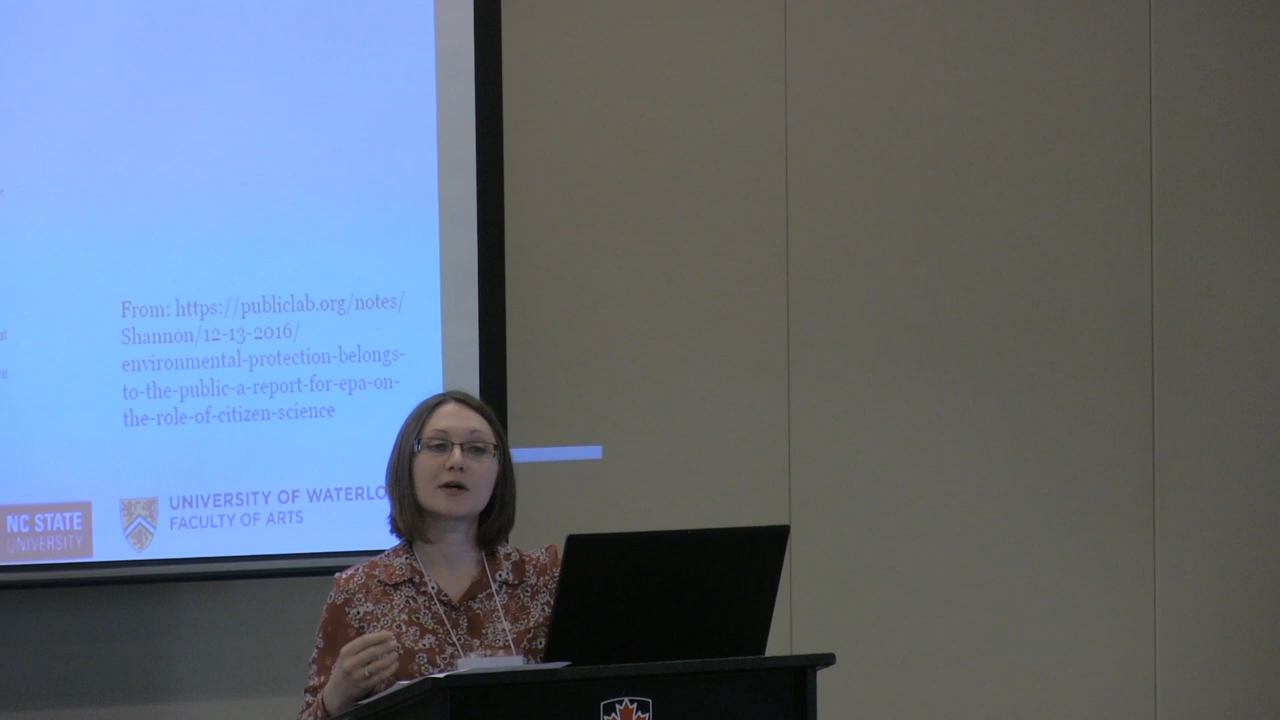 From: https://publiclab.org/notes/
Shannon/12-13-2016/
environmental-protection-belongs-
to-the-public-a-report-for-epa-on-
the-role-of-citizen-science
NC STATE
UNIVERSITY
UNIVERSITY OF WATERLO
FACULTY OF ARTS